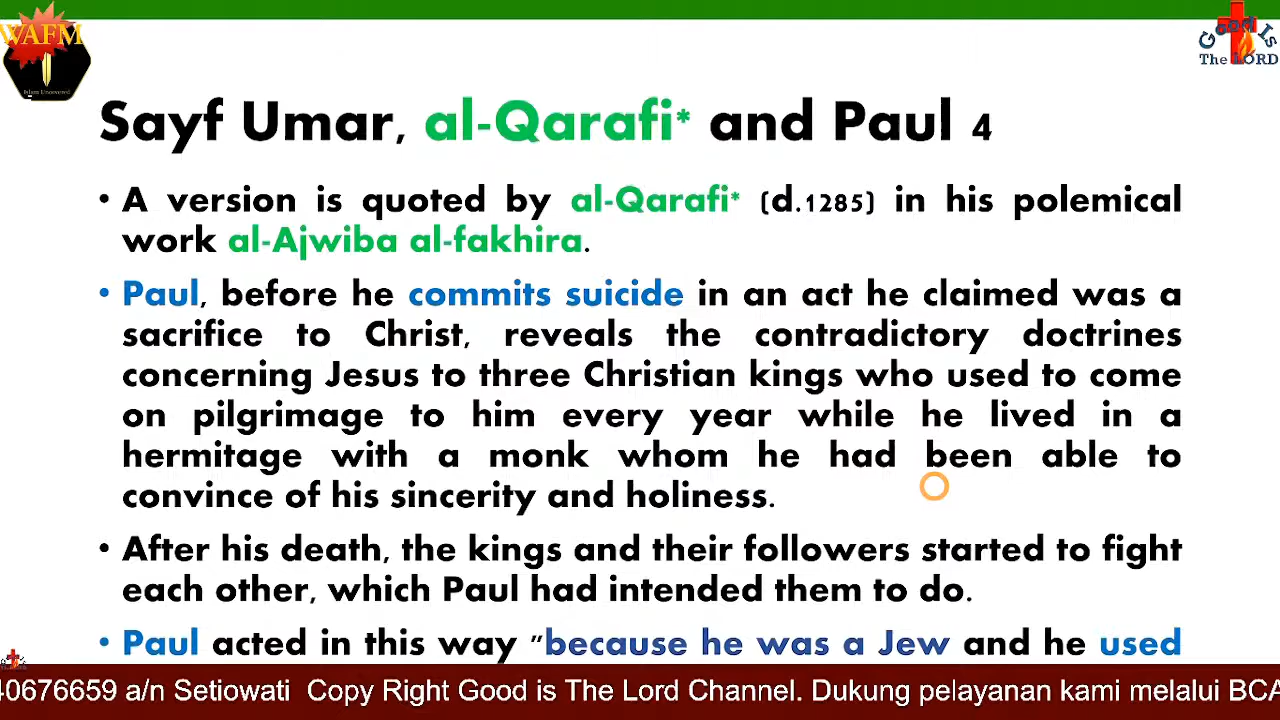 WAFM
Islam Uncovered
Good Is
The LORD
Sayf Umar, al-Qarafi* and Paul 4
• A version is quoted by al-Qarafi* (d.1285) in his polemical
work al-Ajwiba al-fakhira.
• Paul, before he commits suicide in an act he claimed was a
sacrifice to Christ, reveals the contradictory doctrines
concerning Jesus to three Christian kings who used to come
on pilgrimage to him every year while he lived in a
hermitage with a monk whom he had been able to
convince of his sincerity and holiness.
• After his death, the kings and their followers started to fight
each other, which Paul had intended them to do.
• Paul acted in this way "because he was a Jew and he used
40676659 a/n Setiowati Copy Right Good is The Lord Channel. Dukung pelayanan kami melalui BCA